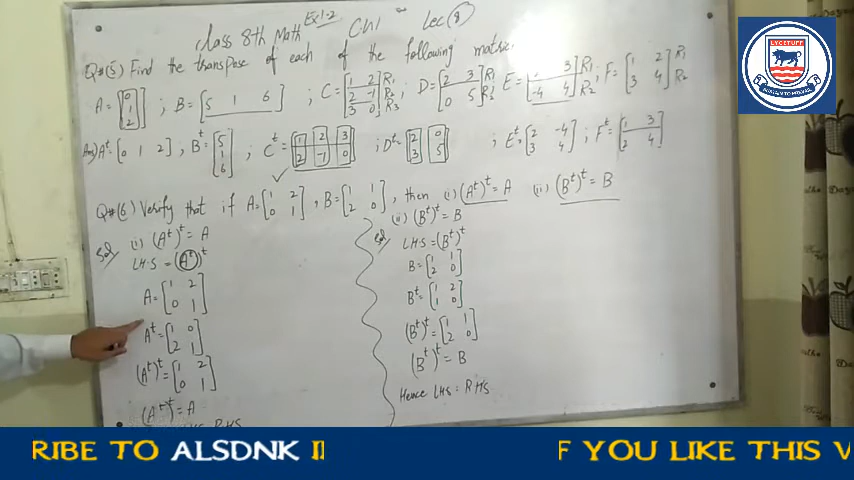 Class 8th Math Ex 1.2 Ch 1 Lec (8)
Q#(5) Find the transpose of each of the following matric.
A = [0 1 2] ; B = [5 1 6] ; C = [1 2 2 -1 3 0] R1 R2 R3 ; D = [2 3 0 5] R1 R2 ; E = [3 -4 4] R1 R2 ; F = [1 2 3 4] R1 R2
Ans) A^t = [0 1 2] , B^t = [5 1 6] ; C^t = [1 2 3 2 -1 0] ; D^t = [2 0 3 5] ; E^t = [2 -4 3 4] ; F^t = [1 3 2 4]
Q#(6) Verify that if A = [1 2 0 1] , B = [1 1 2 0] , then (i) (A^t)^t = A (ii) (B^t)^t = B
Sol (i) (A^t)^t = A
LH.S = (A^t)^t
A = [1 2 0 1]
A^t = [1 0 2 1]
(A^t)^t = [1 2 0 1]
(A^t)^t = A
R.H.S
(ii) (B^t)^t = B
Sol LH.S = (B^t)^t
B = [1 1 2 0]
B^t = [1 2 1 0]
(B^t)^t = [1 1 2 0]
(B^t)^t = B
Hence LHS = R.H.S
LYCEUM
RIBE TO ALSDNK
F YOU LIKE THIS V